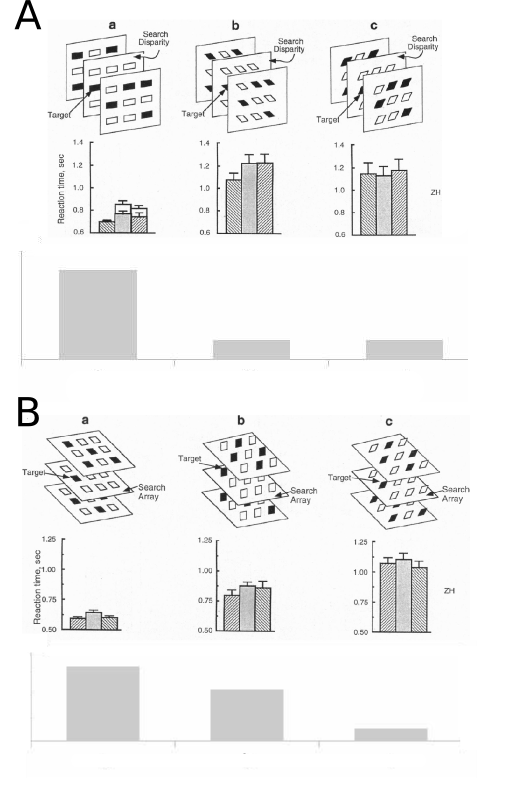 A
a
b
c
Search
Disparity
Search
Disparity
Search
Disparity
Target
Target
Target
Reaction time, sec
1.4
1.2
1.0
0.8
0.6
1.4
1.2
1.0
0.8
0.6
1.4
1.2
1.0
0.8
0.6
ZH
B
a
b
c
Target
Search
Array
Target
Search
Array
Target
Search
Array
Reaction time, sec
1.25
1.00
0.75
0.50
1.25
1.00
0.75
0.50
1.25
1.00
0.75
0.50
ZH